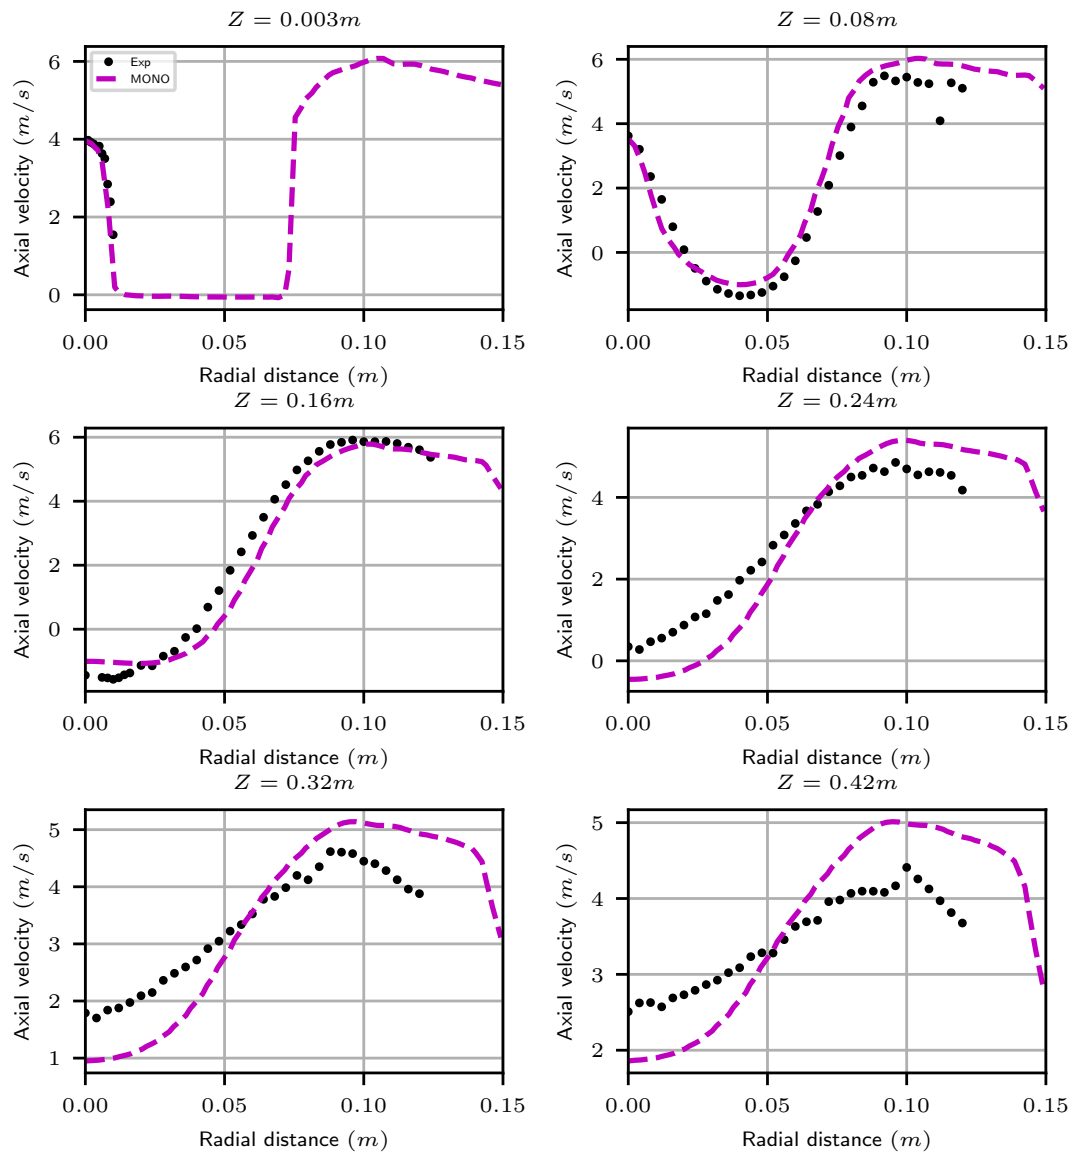 Z = 0.003m
Axial velocity (m/s)
6
4
2
0
Exp
MONO
0.00 0.05 0.10 0.15
Radial distance (m)
Z = 0.08m
Axial velocity (m/s)
6
4
2
0
0.00 0.05 0.10 0.15
Radial distance (m)
Z = 0.16m
Axial velocity (m/s)
6
4
2
0
0.00 0.05 0.10 0.15
Radial distance (m)
Z = 0.24m
Axial velocity (m/s)
4
2
0
0.00 0.05 0.10 0.15
Radial distance (m)
Z = 0.32m
Axial velocity (m/s)
5
4
3
2
1
0.00 0.05 0.10 0.15
Radial distance (m)
Z = 0.42m
Axial velocity (m/s)
5
4
3
2
0.00 0.05 0.10 0.15
Radial distance (m)